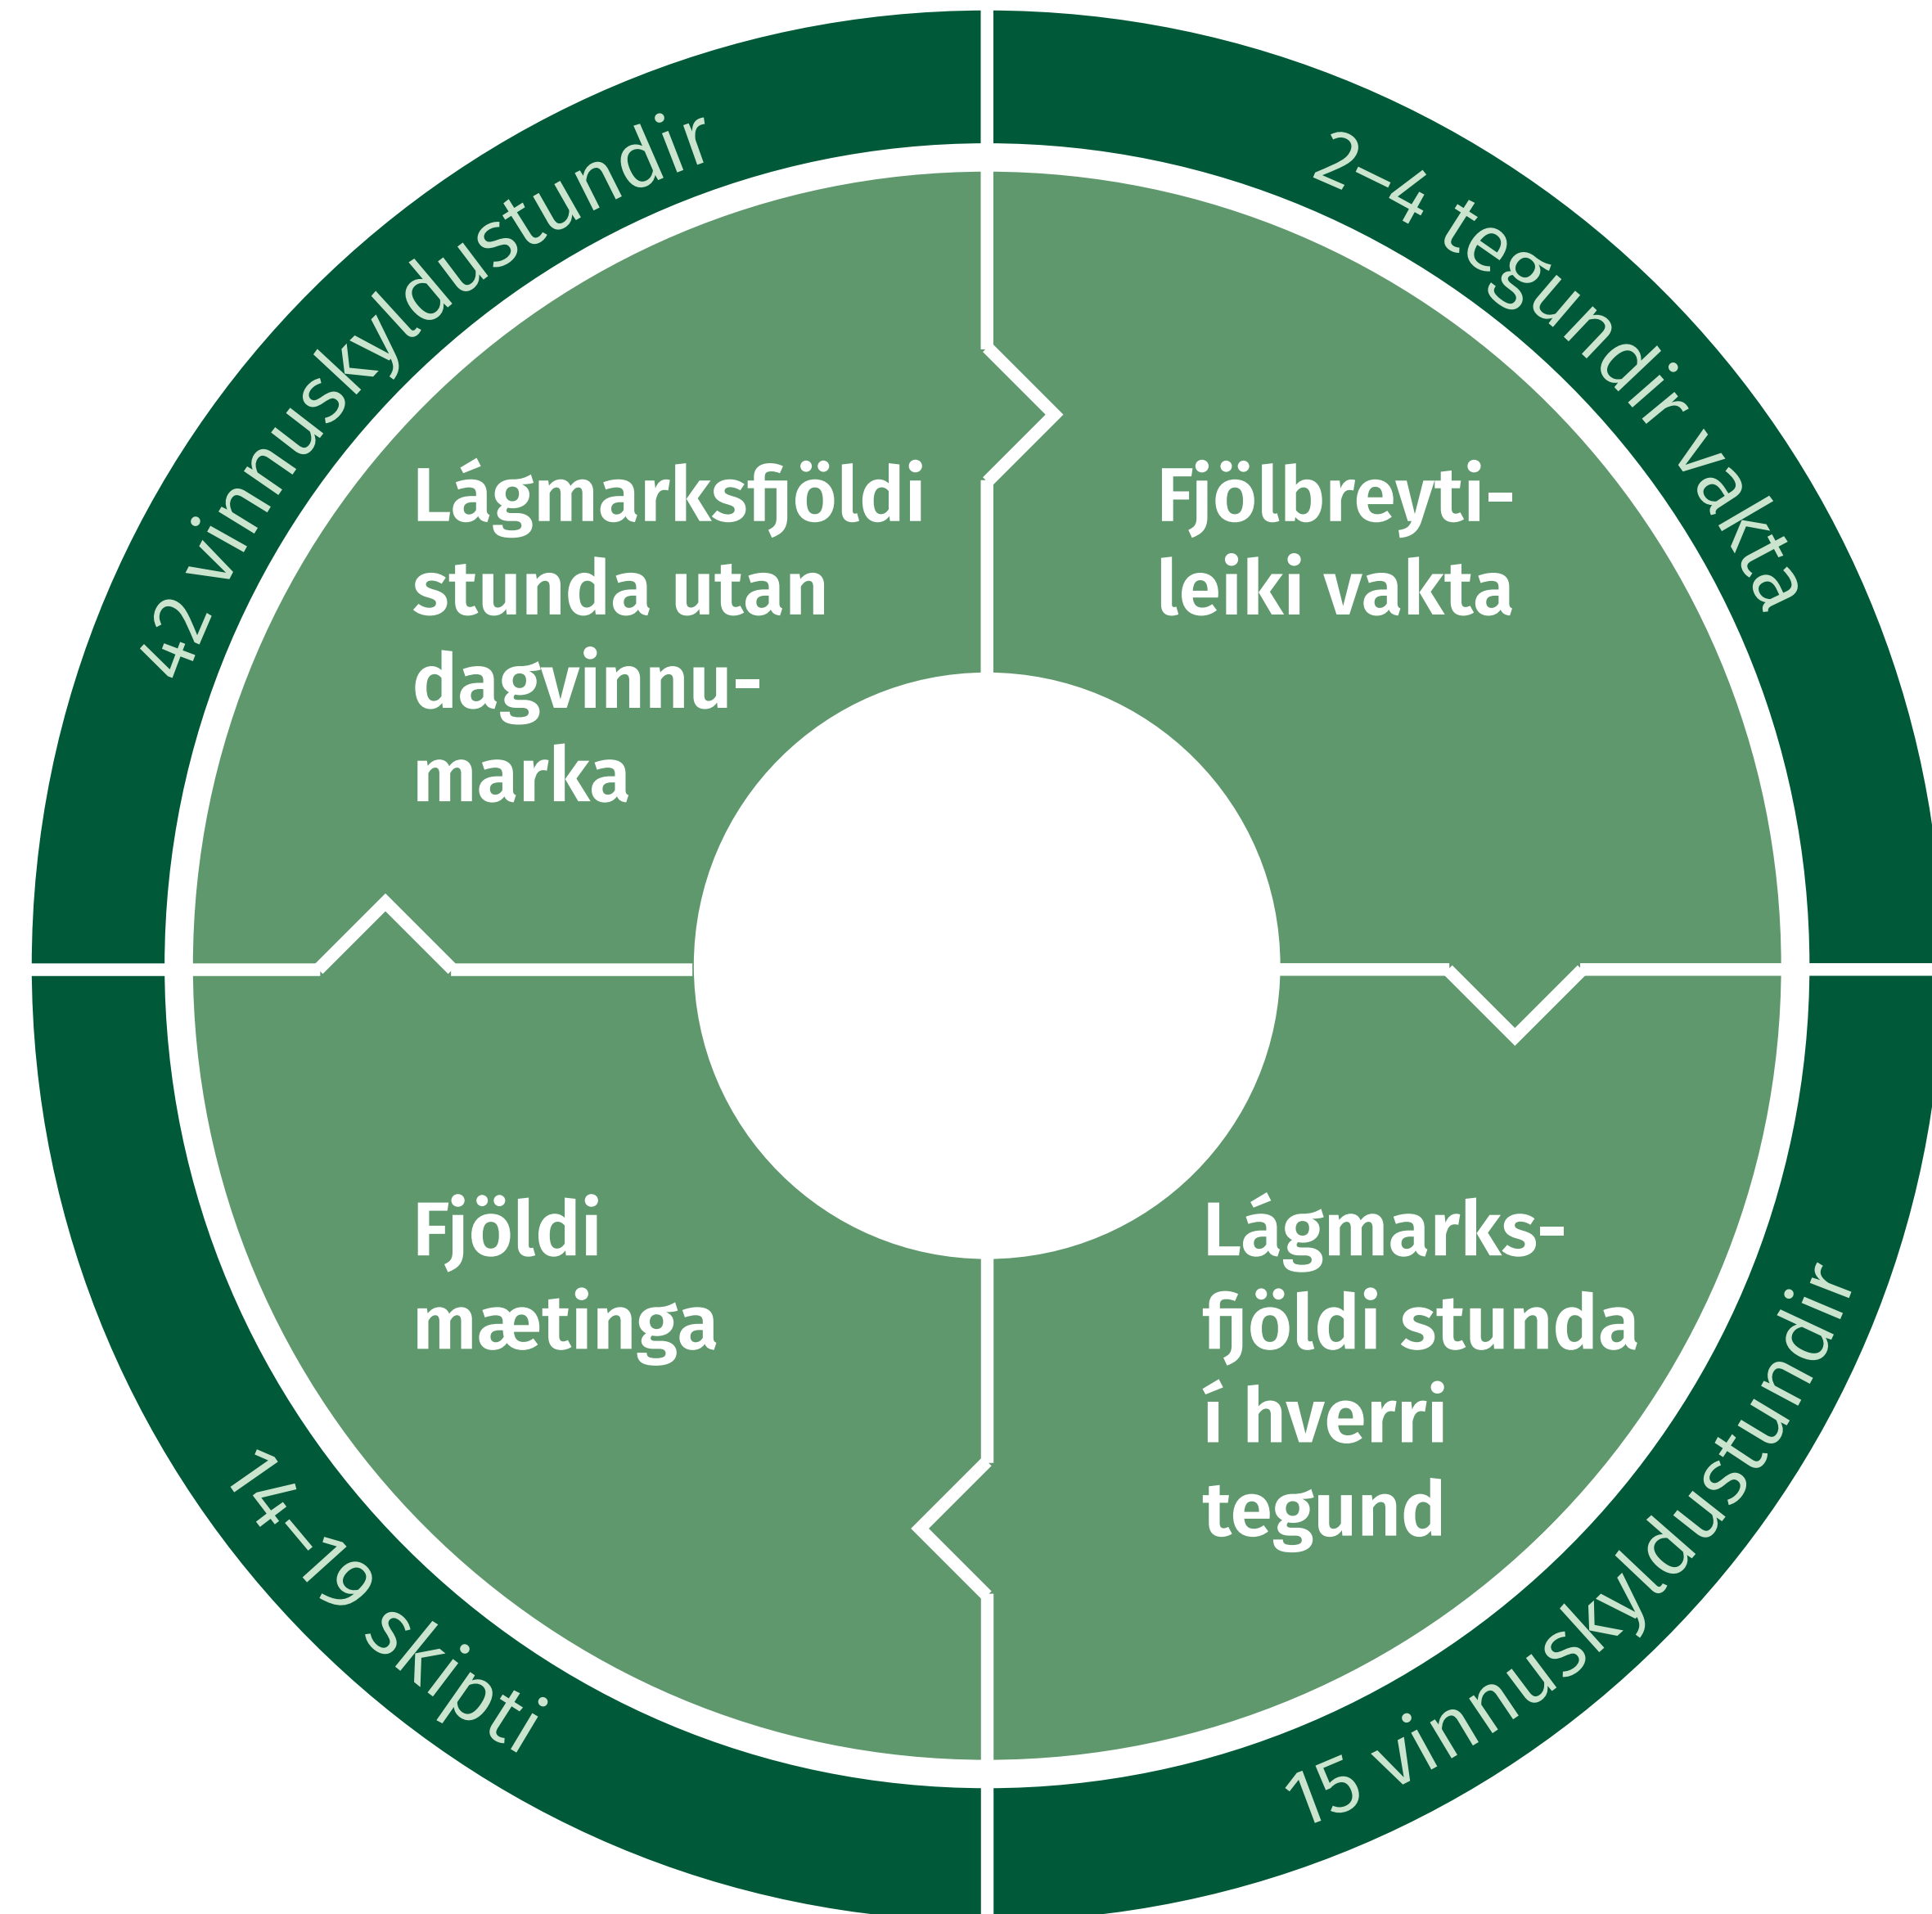 42 vinnuskyldustundir
Lágmarksfjöldi
stunda utan
dagvinnu-
marka
2–4 tegundir vakta
Fjölbreyti-
leiki vakta
Fjöldi
mætinga
14–19 skipti
Lágmarks-
fjöldi stunda
í hverri
tegund
15 vinnuskyldustundir